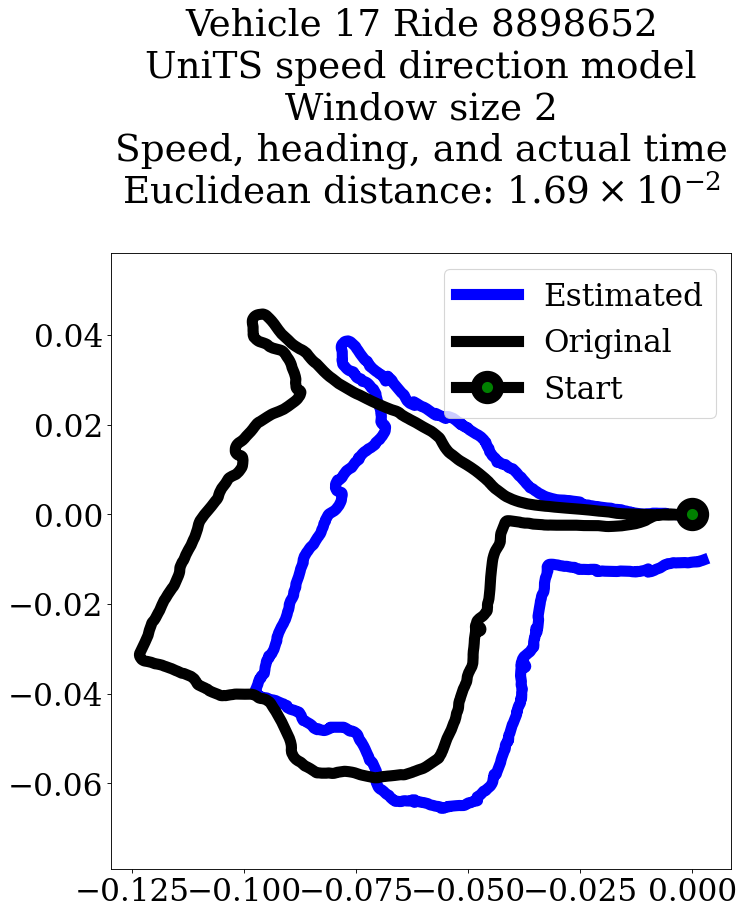 Vehicle 17 Ride 8898652
UniTS speed direction model
Window size 2
Speed, heading, and actual time
Euclidean distance: 1.69 × 10⁻²
Estimated
Original
Start
0.04
0.02
0.00
−0.02
−0.04
−0.06
−0.125 −0.100 −0.075 −0.050 −0.025 0.000